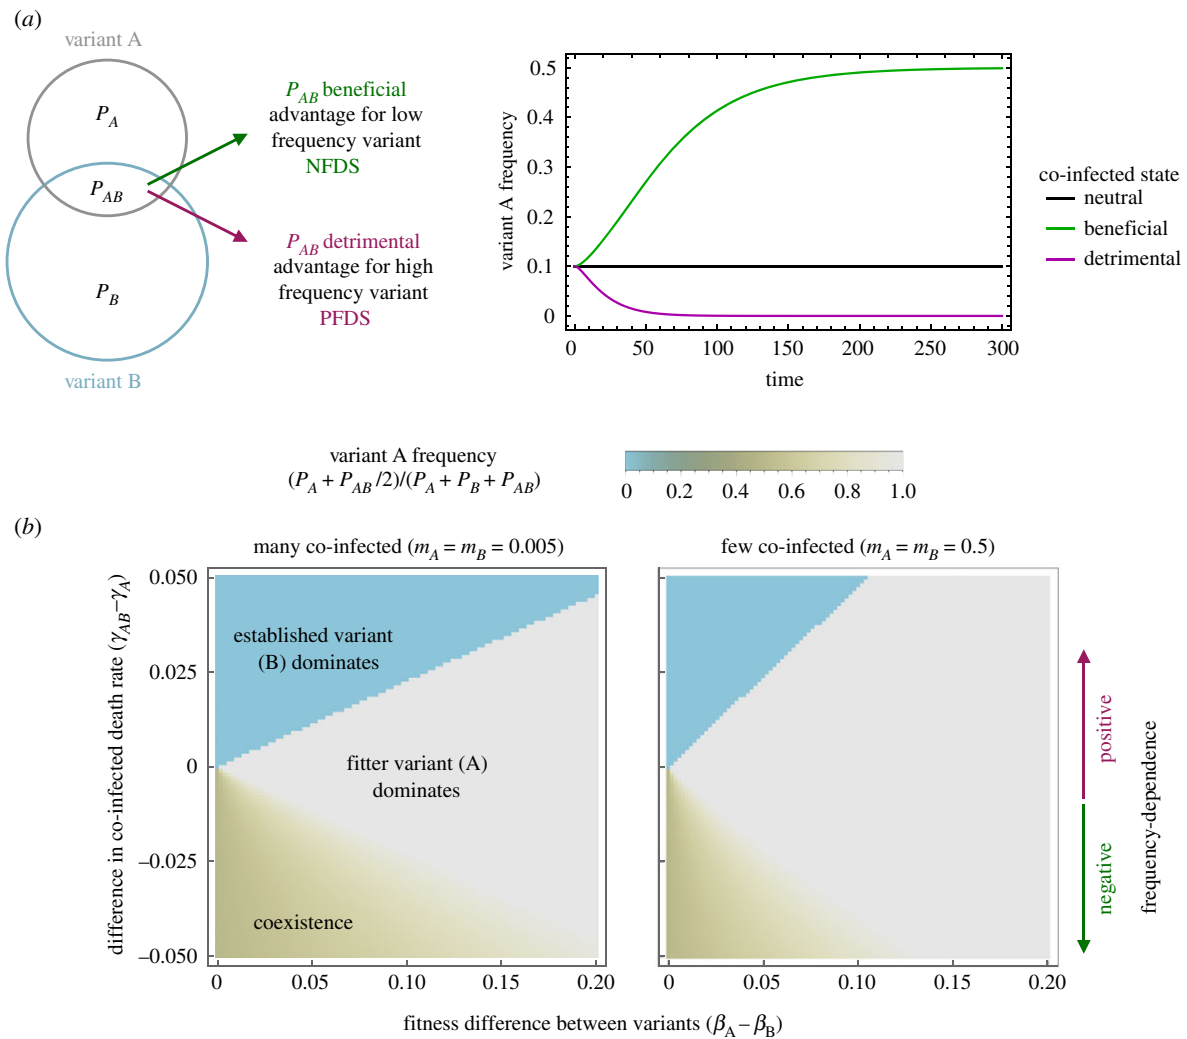 (a)
variant A
P_A
P_AB
P_B
variant B
P_AB beneficial
advantage for low
frequency variant
NFDS
P_AB detrimental
advantage for high
frequency variant
PFDS
variant A frequency
0.5
0.4
0.3
0.2
0.1
0
0 50 100 150 200 250 300
time
co-infected state
neutral
beneficial
detrimental
variant A frequency
(P_A + P_AB/2)/(P_A + P_B + P_AB)
0 0.2 0.4 0.6 0.8 1.0
(b)
many co-infected (m_A = m_B = 0.005)
few co-infected (m_A = m_B = 0.5)
difference in co-infected death rate (γ_AB–γ_A)
0.050
0.025
0
–0.025
–0.050
established variant
(B) dominates
fitter variant (A)
dominates
coexistence
0 0.05 0.10 0.15 0.20
0 0.05 0.10 0.15 0.20
fitness difference between variants (β_A – β_B)
positive
negative
frequency-dependence